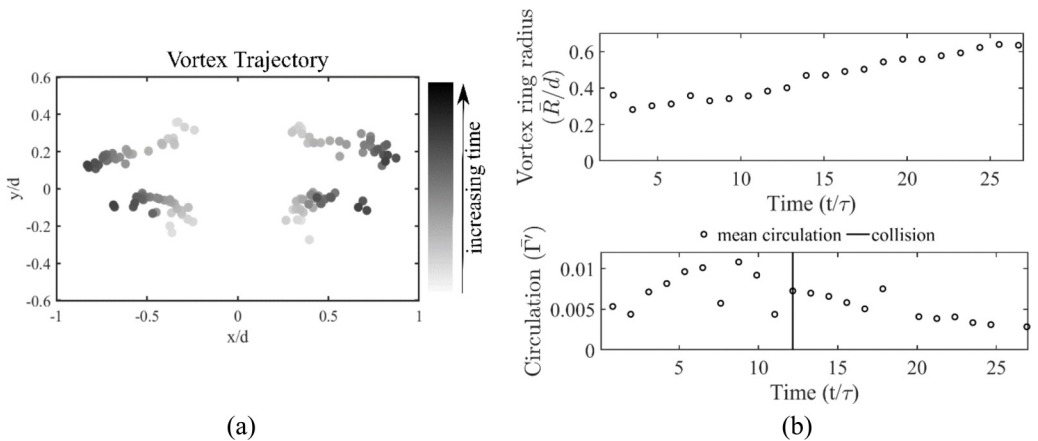 Vortex Trajectory
0.6
0.4
0.2
0
-0.2
-0.4
-0.6
y/d
-1
-0.5
0
0.5
1
x/d
increasing time
(a)
Vortex ring radius
(R̄/d)
0.6
0.4
0.2
0
5
10
15
20
25
Time (t/τ)
mean circulation
collision
Circulation (Γ̄′)
0.01
0.005
0
5
10
15
20
25
Time (t/τ)
(b)